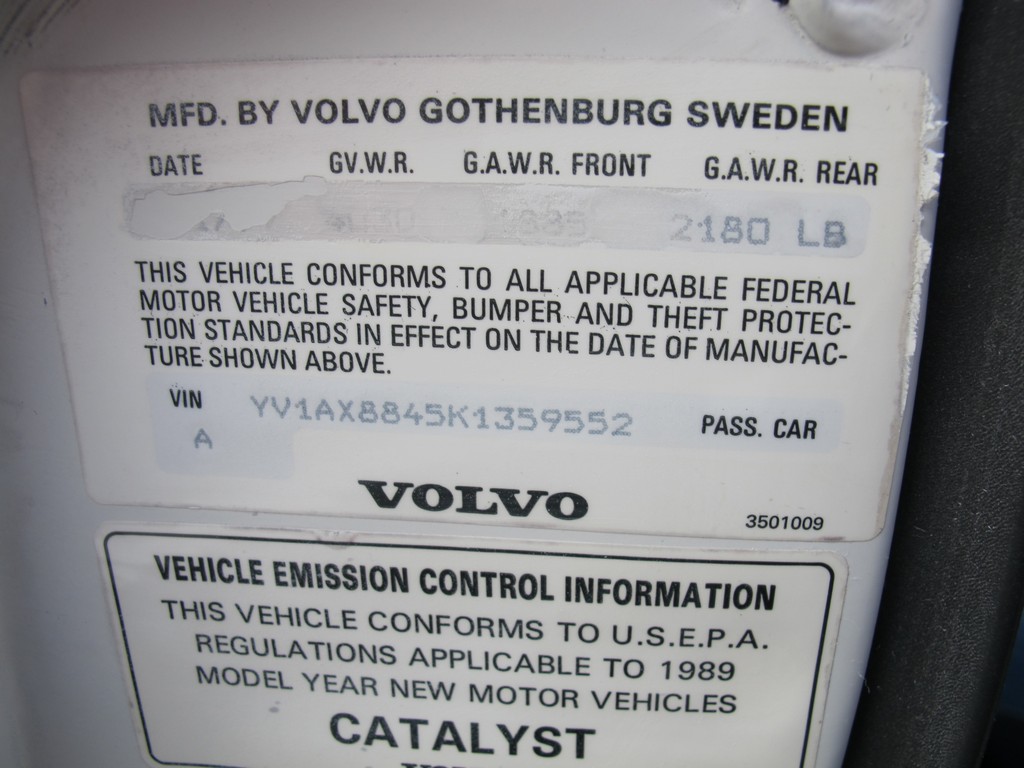 MFD. BY VOLVO GOTHENBURG SWEDEN
DATE GV.W.R. G.A.W.R. FRONT G.A.W.R. REAR
2180 LB
THIS VEHICLE CONFORMS TO ALL APPLICABLE FEDERAL
MOTOR VEHICLE SAFETY, BUMPER AND THEFT PROTEC-
TION STANDARDS IN EFFECT ON THE DATE OF MANUFAC-
TURE SHOWN ABOVE.
VIN YV1AX8845K1359552 PASS. CAR
A
VOLVO
3501009
VEHICLE EMISSION CONTROL INFORMATION
THIS VEHICLE CONFORMS TO U.S.E.P.A.
REGULATIONS APPLICABLE TO 1989
MODEL YEAR NEW MOTOR VEHICLES
CATALYST